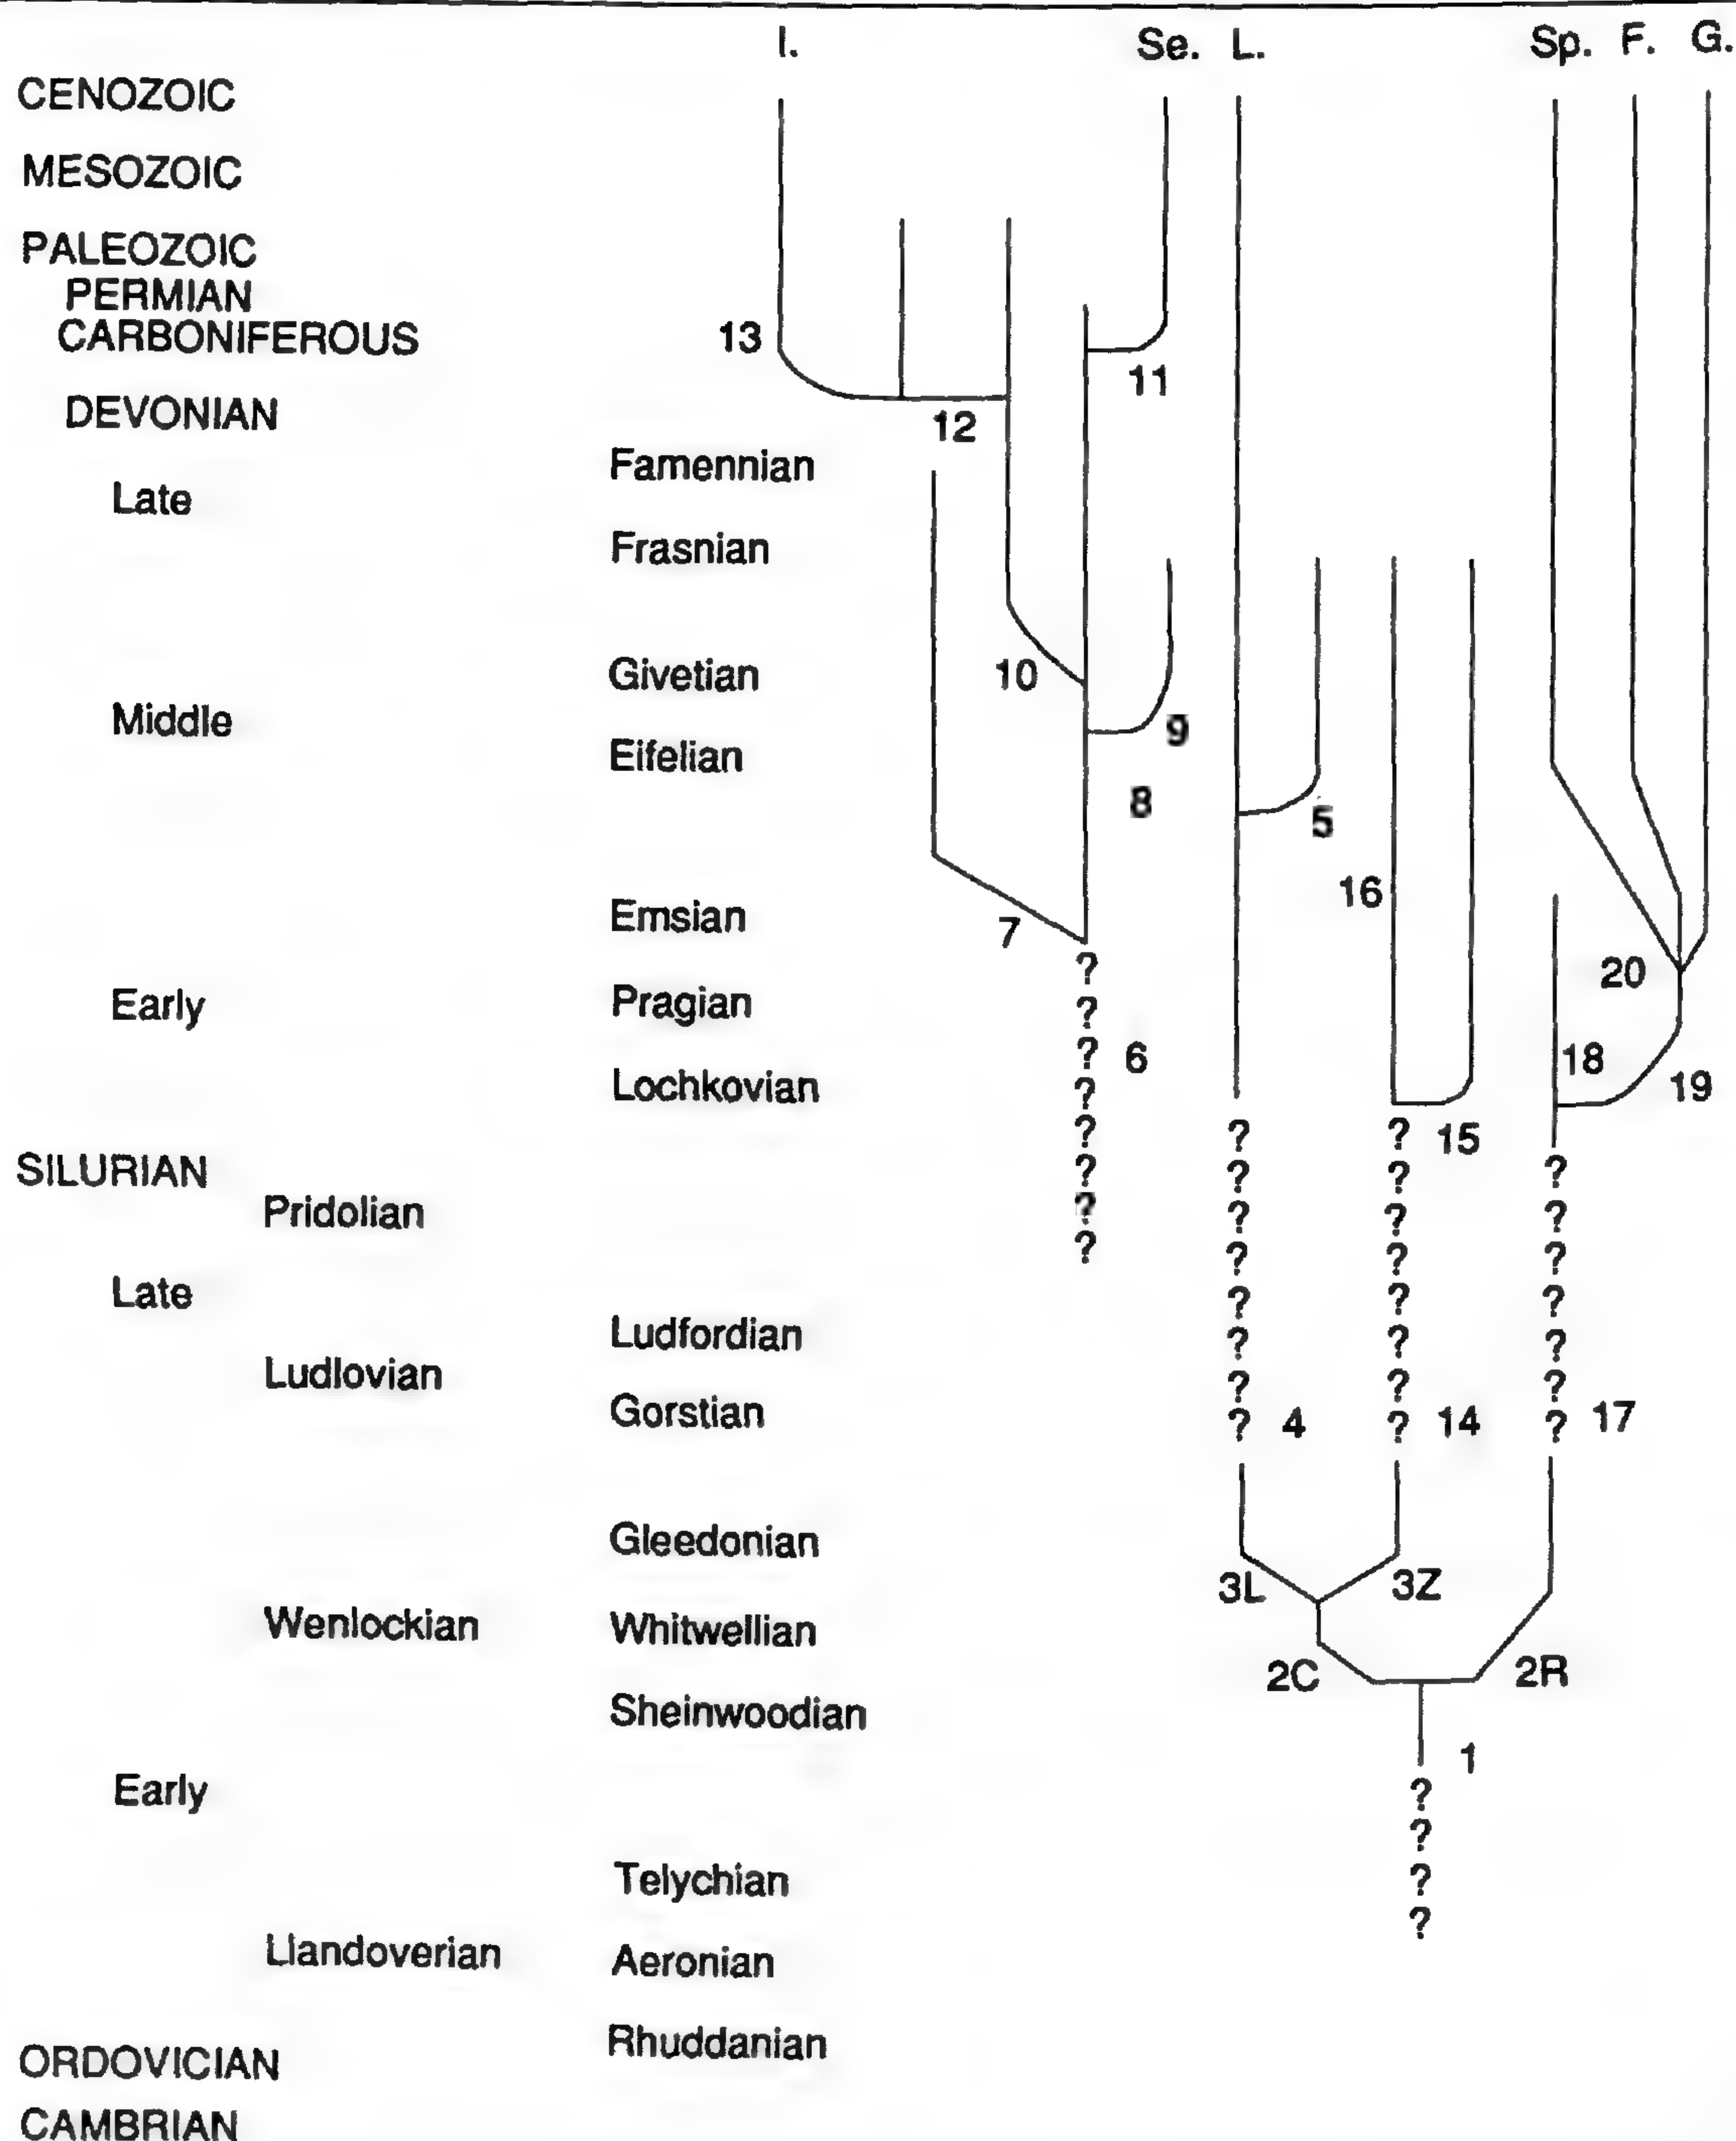 I. Se. L. Sp. F. G.
CENOZOIC
MESOZOIC
PALEOZOIC
PERMIAN
CARBONIFEROUS 13
11
DEVONIAN
12
Famennian
Late
Frasnian
Givetian 10
Middle 9
Eifelian
8
5
16
Emsian 7
?
20
Early Pragian ?
? 6 18
Lochkovian ? 19
? ? ? 15
SILURIAN ? ? ? ?
Pridolian ? ? ? ?
? ? ? ?
Late ? ? ?
Ludfordian ? ? ?
Ludlovian ? ? ?
Gorstian ? 4 ? 14 ? 17
Gleedonian
3L 3Z
Wenlockian Whitwellian
2C 2R
Sheinwoodian
1
Early ?
?
Telychian ?
?
Llandoverian Aeronian
Rhuddanian
ORDOVICIAN
CAMBRIAN